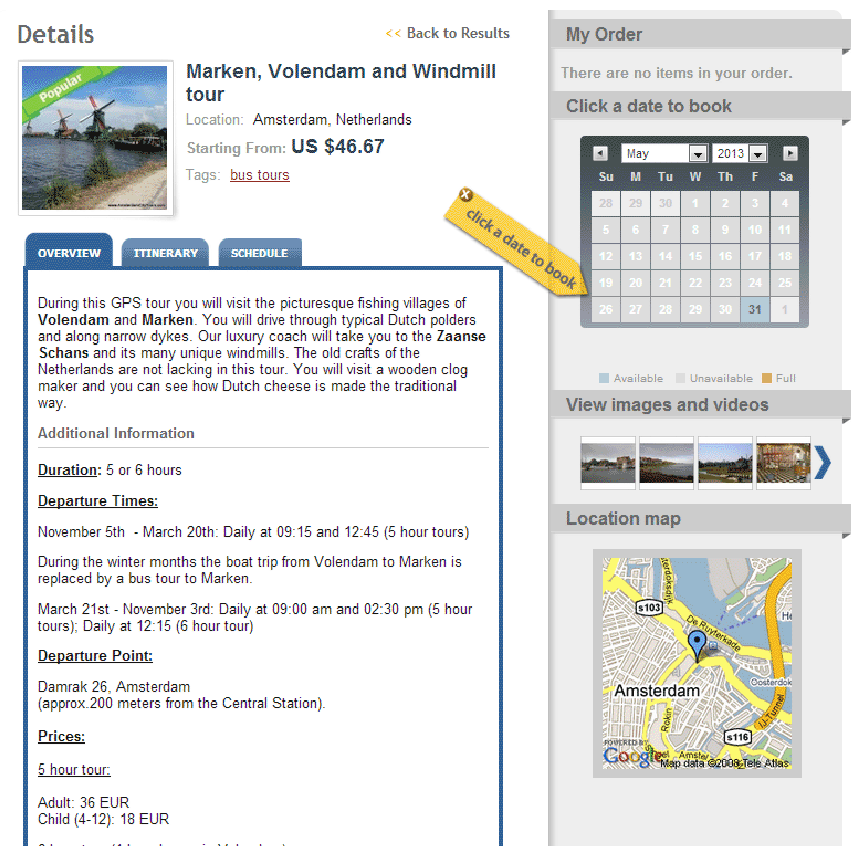 Details
<< Back to Results
Popular
www.AmsterdamCityTours.com
Marken, Volendam and Windmill
tour
Location: Amsterdam, Netherlands
Starting From: US $46.67
Tags: bus tours
OVERVIEW
ITINERARY
SCHEDULE
During this GPS tour you will visit the picturesque fishing villages of
Volendam and Marken. You will drive through typical Dutch polders
and along narrow dykes. Our luxury coach will take you to the Zaanse
Schans and its many unique windmills. The old crafts of the
Netherlands are not lacking in this tour. You will visit a wooden clog
maker and you can see how Dutch cheese is made the traditional
way.
Additional Information
Duration: 5 or 6 hours
Departure Times:
November 5th - March 20th: Daily at 09:15 and 12:45 (5 hour tours)
During the winter months the boat trip from Volendam to Marken is
replaced by a bus tour to Marken.
March 21st - November 3rd: Daily at 09:00 am and 02:30 pm (5 hour
tours); Daily at 12:15 (6 hour tour)
Departure Point:
Damrak 26, Amsterdam
(approx.200 meters from the Central Station).
Prices:
5 hour tour:
Adult: 36 EUR
Child (4-12): 18 EUR
My Order
There are no items in your order.
Click a date to book
click a date to book
May 2013
Su M Tu W Th F Sa
28 29 30 1 2 3 4
5 6 7 8 9 10 11
12 13 14 15 16 17 18
19 20 21 22 23 24 25
26 27 28 29 30 31 1
Available Unavailable Full
View images and videos
Location map
s103
De Ruyterkade
Amsterdam
Oosterdok
Rokin
IJ-Tunnel
s116
POWERED BY
Google
Map data ©2008 Tele Atlas